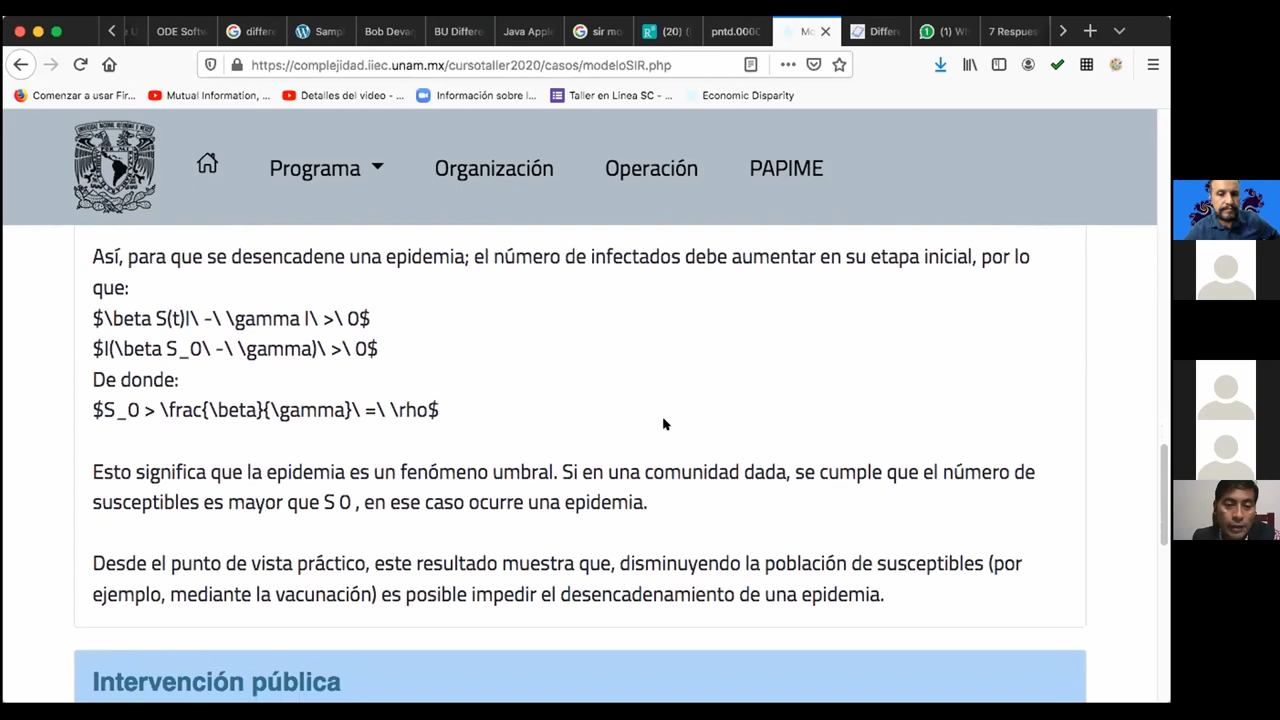 ODE Softw
differe
Sampl
Bob Devar
BU Differe
Java Apple
sir mo
(20) (
pntd.0000
Mo
Differ
(1) Wh
7 Respues
https://complejidad.iiec.unam.mx/cursotaller2020/casos/modeloSIR.php
Comenzar a usar Fir...
Mutual Information, ...
Detalles del video - ...
Información sobre l...
Taller en Linea SC - ...
Economic Disparity
Programa
Organización
Operación
PAPIME
Así, para que se desencadene una epidemia; el número de infectados debe aumentar en su etapa inicial, por lo
que:
$\beta S(t)I\ -\ \gamma I\ >\ 0$
$I(\beta S_0\ -\ \gamma)\ >\ 0$
De donde:
$S_0 > \frac{\beta}{\gamma}\ =\ \rho$
Esto significa que la epidemia es un fenómeno umbral. Si en una comunidad dada, se cumple que el número de
susceptibles es mayor que S 0 , en ese caso ocurre una epidemia.
Desde el punto de vista práctico, este resultado muestra que, disminuyendo la población de susceptibles (por
ejemplo, mediante la vacunación) es posible impedir el desencadenamiento de una epidemia.
Intervención pública